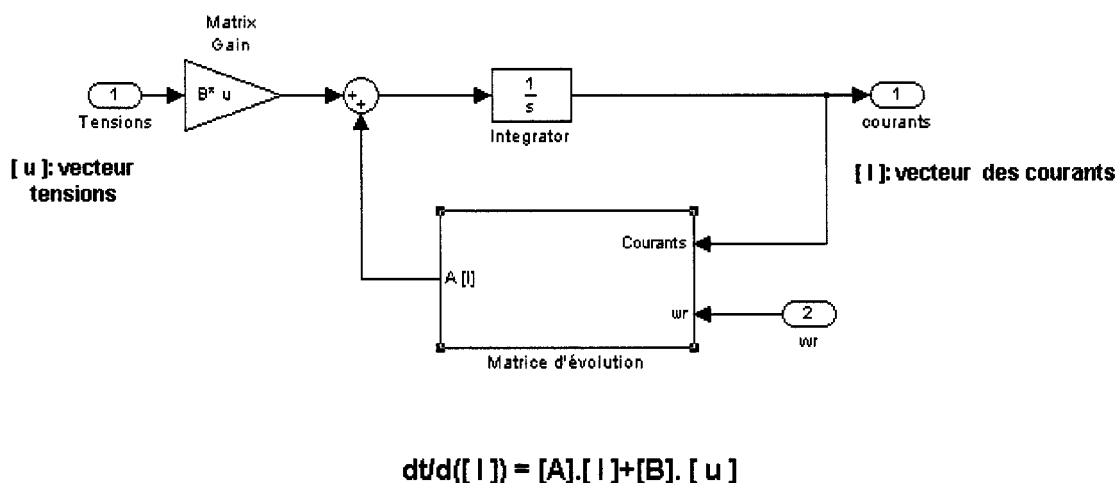 Matrix
Gain
1
B* u
+
+
1
s
1
Tensions
Integrator
courants
[ u ]: vecteur
tensions
[ I ]: vecteur des courants
Courants
A [I]
wr
2
wr
Matrice d'évolution
dt/d([ I ]) = [A].[ I ]+[B]. [ u ]